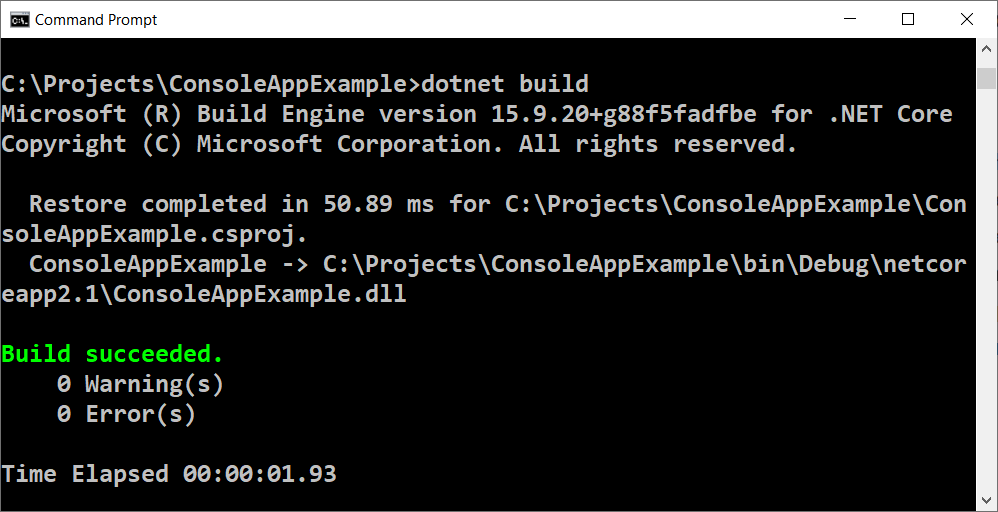 Command Prompt
C:\Projects\ConsoleAppExample>dotnet build
Microsoft (R) Build Engine version 15.9.20+g88f5fadfbe for .NET Core
Copyright (C) Microsoft Corporation. All rights reserved.
  Restore completed in 50.89 ms for C:\Projects\ConsoleAppExample\Con
soleAppExample.csproj.
  ConsoleAppExample -> C:\Projects\ConsoleAppExample\bin\Debug\netcor
eapp2.1\ConsoleAppExample.dll
Build succeeded.
    0 Warning(s)
    0 Error(s)
Time Elapsed 00:00:01.93